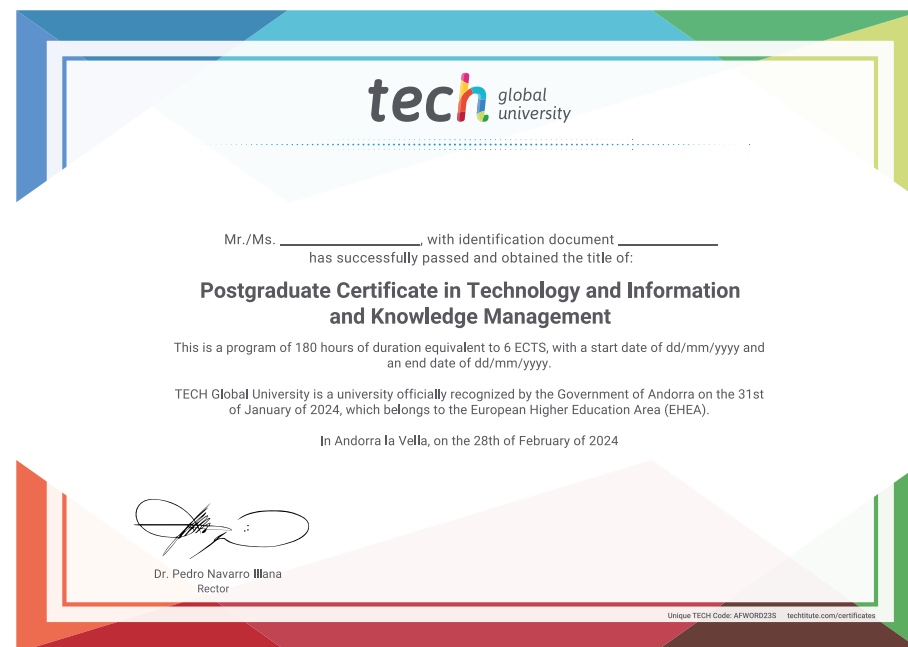 tech global university
Mr./Ms. ____________, with identification document ____________
has successfully passed and obtained the title of:
Postgraduate Certificate in Technology and Information
and Knowledge Management
This is a program of 180 hours of duration equivalent to 6 ECTS, with a start date of dd/mm/yyyy and
an end date of dd/mm/yyyy.
TECH Global University is a university officially recognized by the Government of Andorra on the 31st
of January of 2024, which belongs to the European Higher Education Area (EHEA).
In Andorra la Vella, on the 28th of February of 2024
Dr. Pedro Navarro Illana
Rector
Unique TECH Code: AFWORD23S techtitute.com/certificates